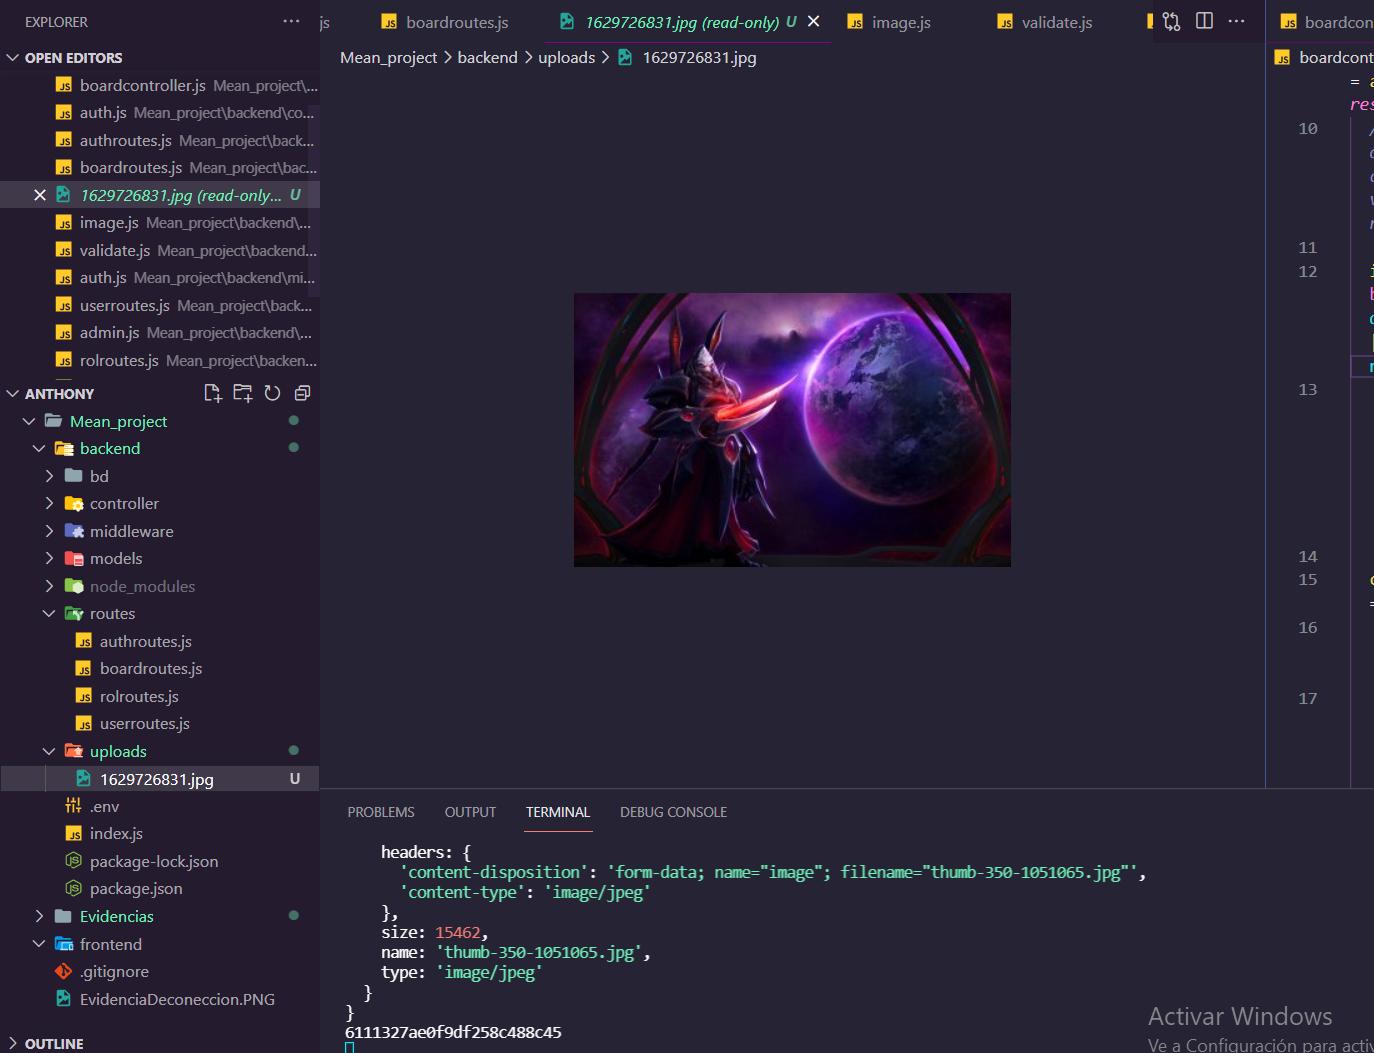 EXPLORER
OPEN EDITORS
boardcontroller.js Mean_project\...
auth.js Mean_project\backend\co...
authroutes.js Mean_project\back...
boardroutes.js Mean_project\bac...
1629726831.jpg (read-only... U
image.js Mean_project\backend\...
validate.js Mean_project\backend...
auth.js Mean_project\backend\mi...
userroutes.js Mean_project\back...
admin.js Mean_project\backend\...
rolroutes.js Mean_project\backen...
ANTHONY
Mean_project
backend
bd
controller
middleware
models
node_modules
routes
authroutes.js
boardroutes.js
rolroutes.js
userroutes.js
uploads
1629726831.jpg U
.env
index.js
package-lock.json
package.json
Evidencias
frontend
.gitignore
EvidenciaDeconeccion.PNG
OUTLINE
js boardroutes.js 1629726831.jpg (read-only) U image.js validate.js
Mean_project > backend > uploads > 1629726831.jpg
PROBLEMS OUTPUT TERMINAL DEBUG CONSOLE
headers: {
'content-disposition': 'form-data; name="image"; filename="thumb-350-1051065.jpg"',
'content-type': 'image/jpeg'
},
size: 15462,
name: 'thumb-350-1051065.jpg',
type: 'image/jpeg'
}
}
6111327ae0f9df258c488c45
boardcon
boardcont
10
11
12
13
14
15
16
17
Activar Windows
Ve a Configuración para activ